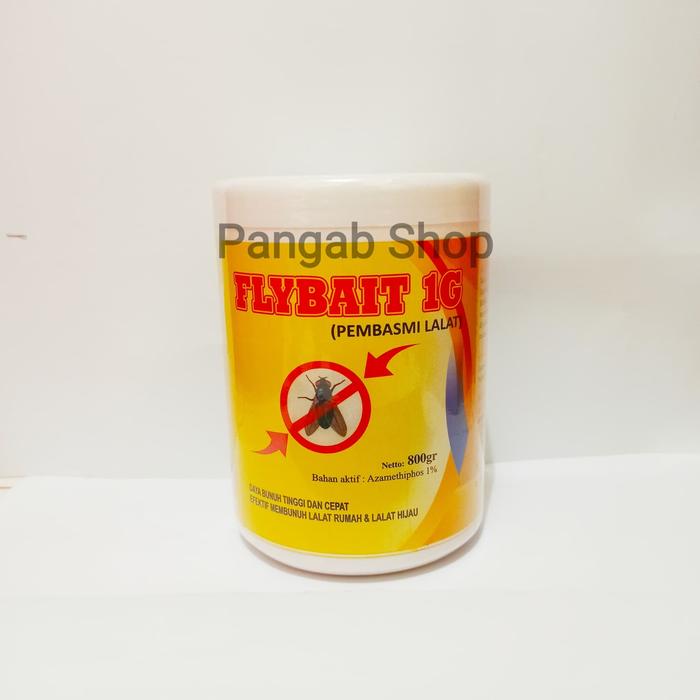 Pangab Shop
FLYBAIT 1G
(PEMBASMI LALAT)
Netto: 800gr
Bahan aktif : Azamethiphos 1%
DAYA BUNUH TINGGI DAN CEPAT
EFEKTIF MEMBUNUH LALAT RUMAH & LALAT HIJAU